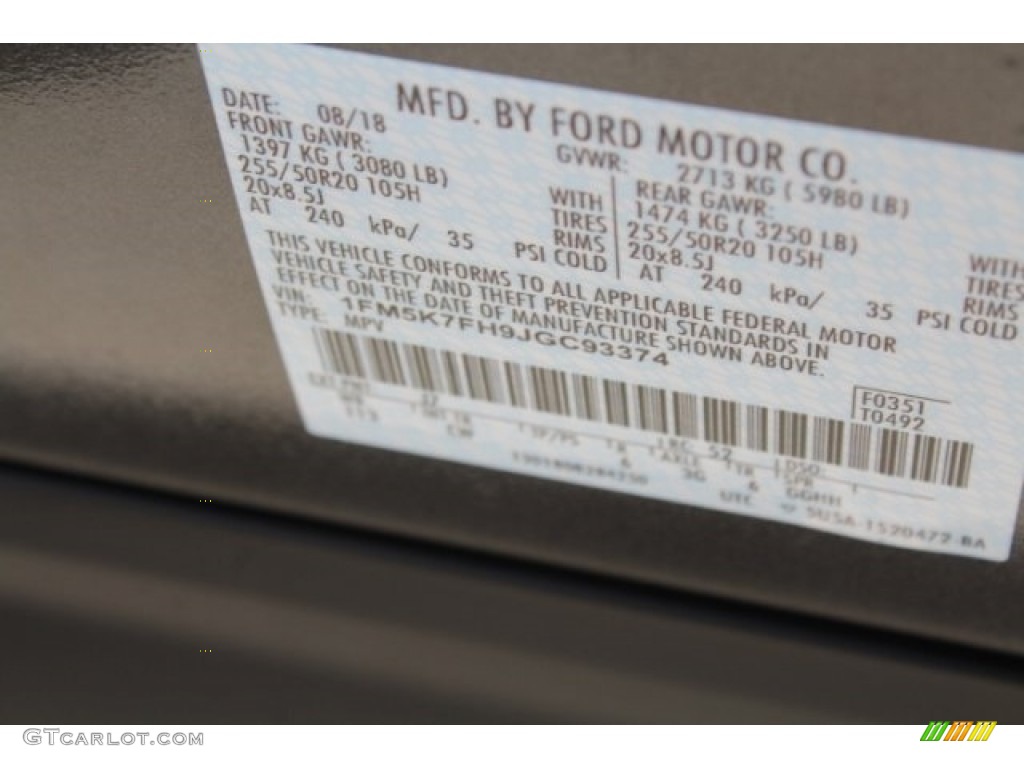 MFD. BY FORD MOTOR CO.
DATE: 08/18
GVWR: 2713 KG ( 5980 LB)
FRONT GAWR:
1397 KG ( 3080 LB)
255/50R20 105H
20x8.5J
AT 240 kPa/ 35 PSI COLD
WITH
TIRES
RIMS
REAR GAWR:
1474 KG ( 3250 LB)
255/50R20 105H
20x8.5J
AT 240 kPa/ 35 PSI COLD
WITH
TIRES
RIMS
THIS VEHICLE CONFORMS TO ALL APPLICABLE FEDERAL MOTOR
VEHICLE SAFETY AND THEFT PREVENTION STANDARDS IN
EFFECT ON THE DATE OF MANUFACTURE SHOWN ABOVE.
VIN: 1FM5K7FH9JGC93374
TYPE: MPV
F0351
T0492
UTC
5U5A-1520472-BA
GTCARLOT.COM